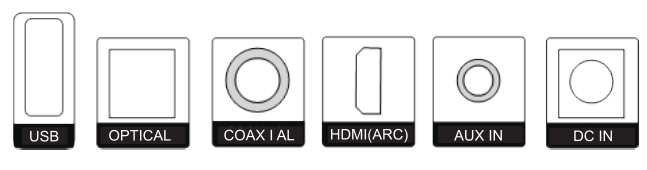 USB
OPTICAL
COAX I AL
HDMI(ARC)
AUX IN
DC IN